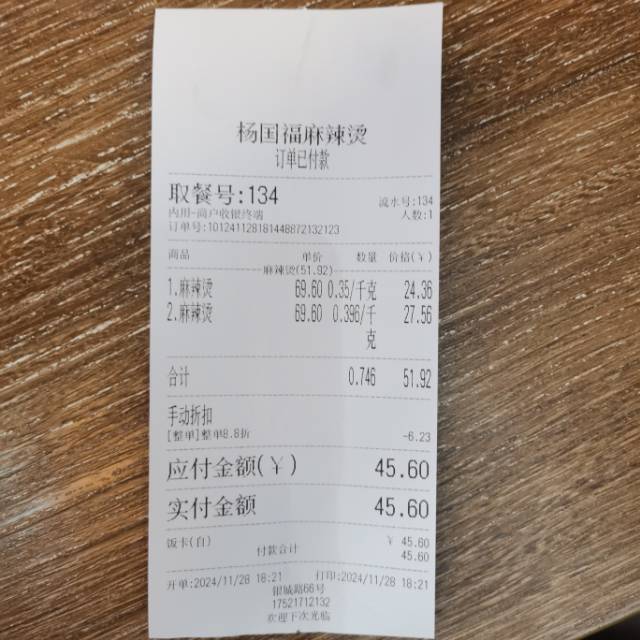 杨国福麻辣烫
订单已付款
取餐号:134 流水号:134
内用-商户收银终端 人数:1
订单号:101241128181448872132123
商品 单价 数量 价格(￥)
麻辣烫(51.92)
1.麻辣烫 69.60 0.35/千克 24.36
2.麻辣烫 69.60 0.396/千 27.56
克
合计 0.746 51.92
手动折扣
[整单]整单8.8折 -6.23
应付金额(￥) 45.60
实付金额 45.60
饭卡(自) ￥ 45.60
付款合计 45.60
开单:2024/11/28 18:21 打印:2024/11/28 18:21
银城路66号
17521712132
欢迎下次光临